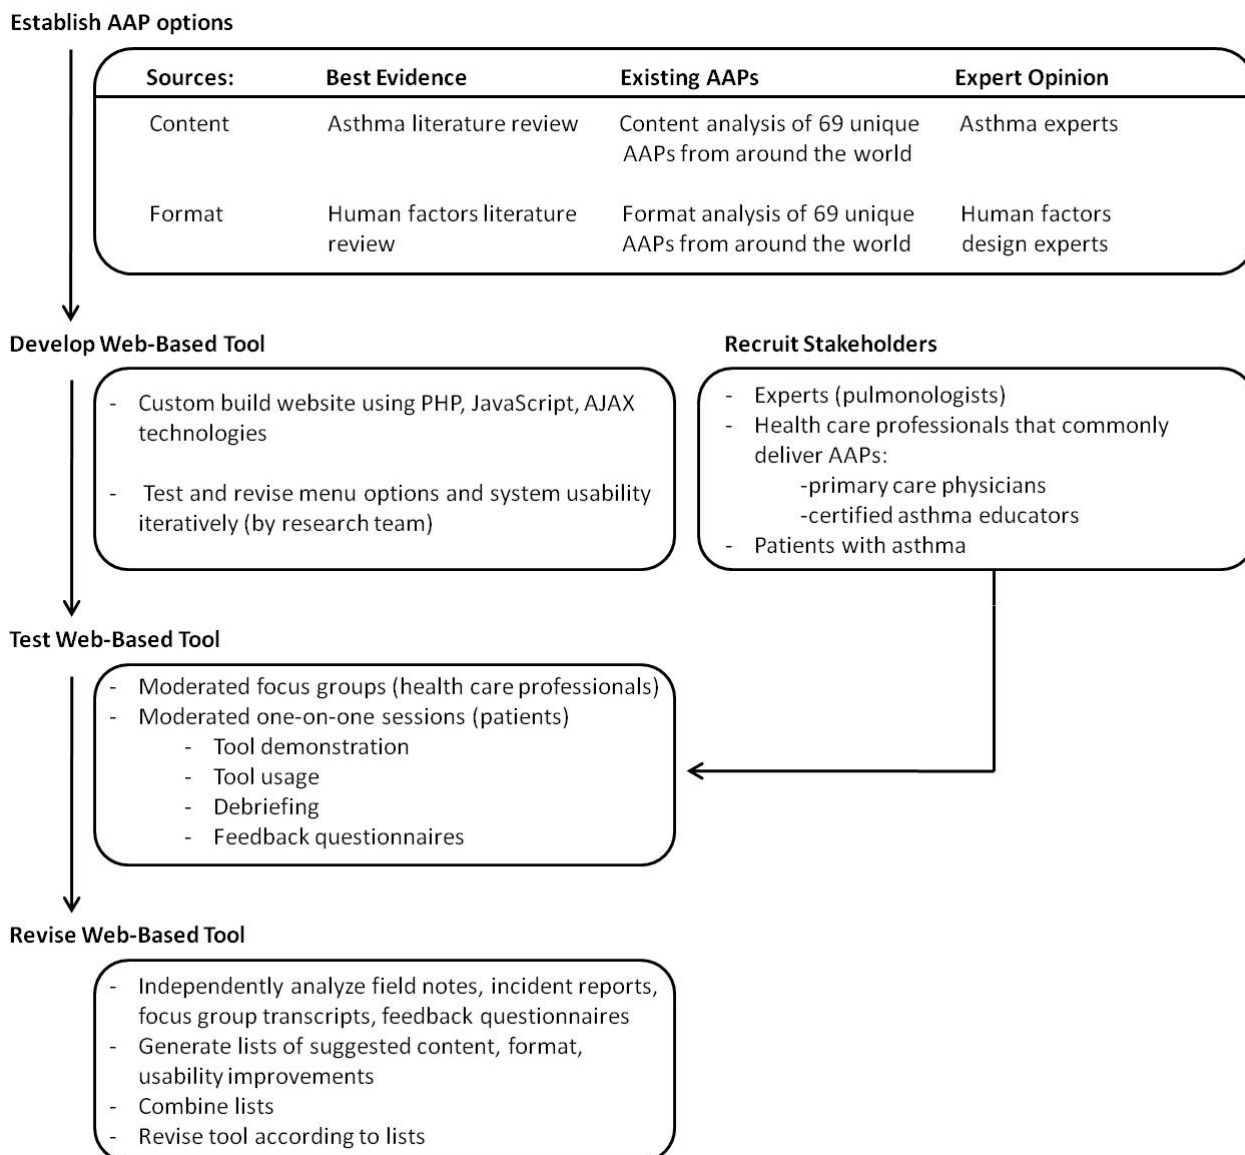 Establish AAP options
Sources: Best Evidence Existing AAPs Expert Opinion
Content Asthma literature review Content analysis of 69 unique Asthma experts
AAPs from around the world
Format Human factors literature Format analysis of 69 unique Human factors
review AAPs from around the world design experts
Develop Web-Based Tool
- Custom build website using PHP, JavaScript, AJAX
technologies
- Test and revise menu options and system usability
iteratively (by research team)
Recruit Stakeholders
- Experts (pulmonologists)
- Health care professionals that commonly
deliver AAPs:
-primary care physicians
-certified asthma educators
- Patients with asthma
Test Web-Based Tool
- Moderated focus groups (health care professionals)
- Moderated one-on-one sessions (patients)
- Tool demonstration
- Tool usage
- Debriefing
- Feedback questionnaires
Revise Web-Based Tool
- Independently analyze field notes, incident reports,
focus group transcripts, feedback questionnaires
- Generate lists of suggested content, format,
usability improvements
- Combine lists
- Revise tool according to lists